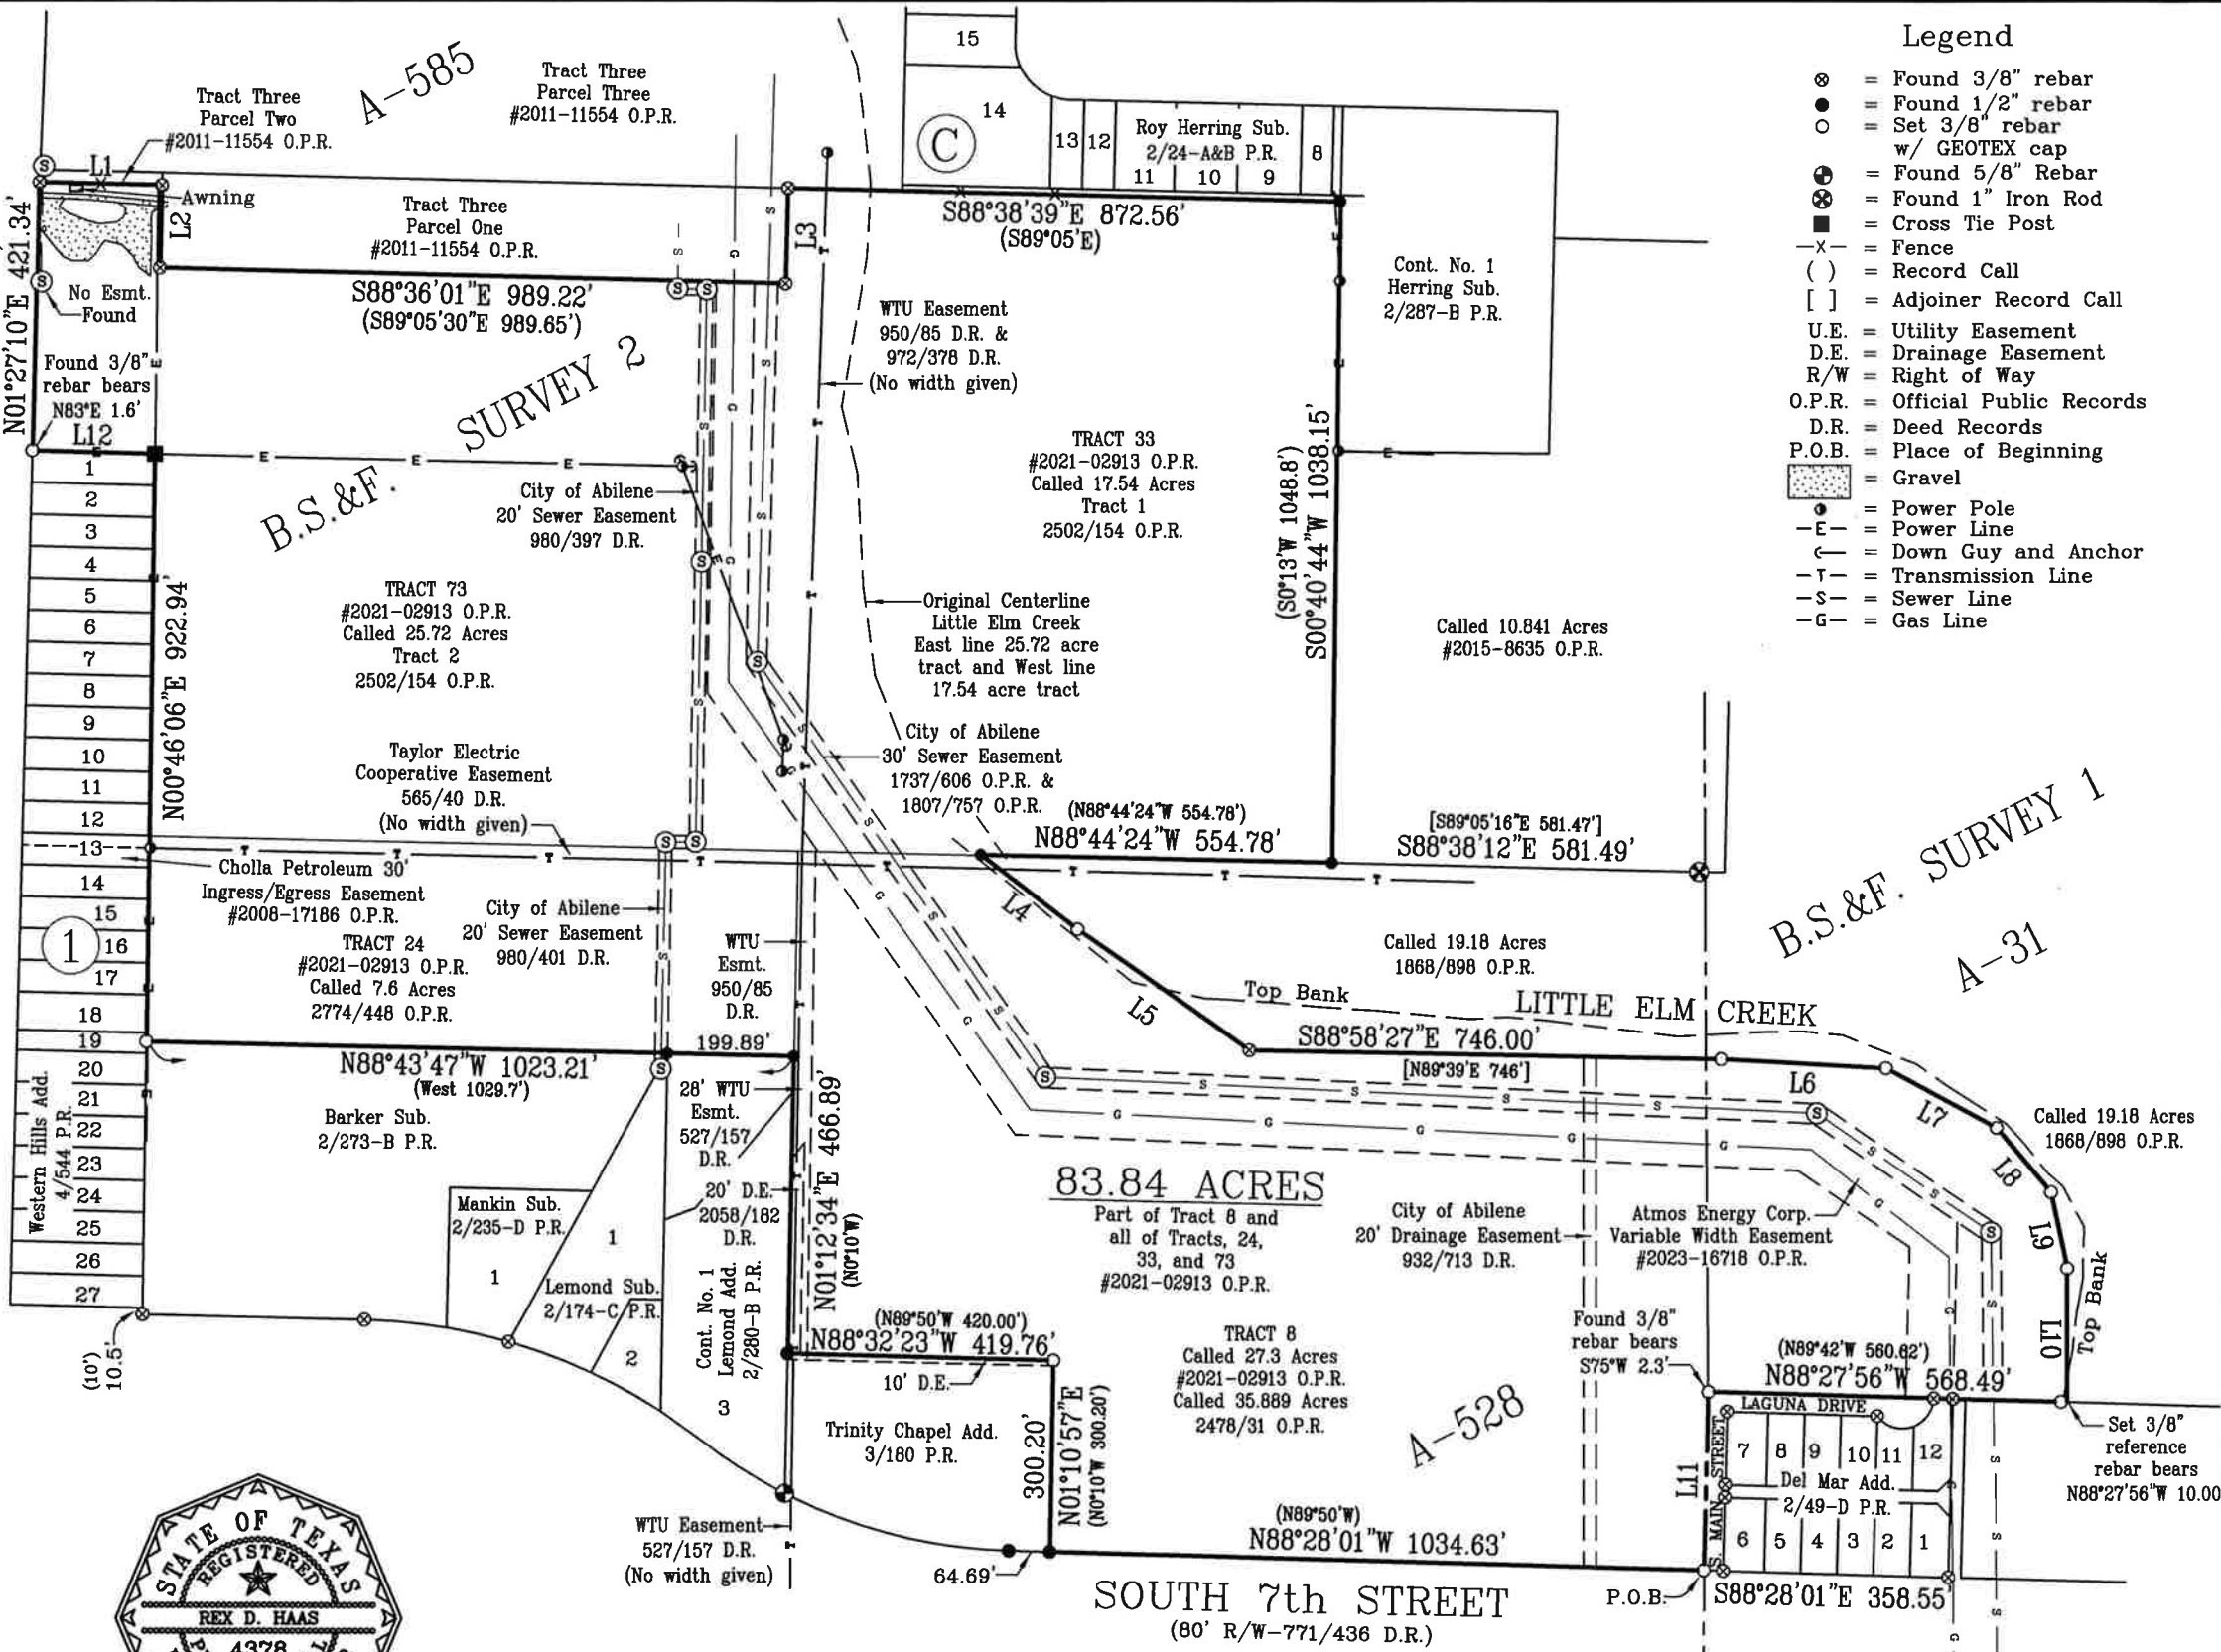 Legend
= Found 3/8" rebar
= Found 1/2" rebar
= Set 3/8" rebar
w/ GEOTEX cap
= Found 5/8" Rebar
= Found 1" Iron Rod
= Cross Tie Post
—X— = Fence
( ) = Record Call
[ ] = Adjoiner Record Call
U.E. = Utility Easement
D.E. = Drainage Easement
R/W = Right of Way
O.P.R. = Official Public Records
D.R. = Deed Records
P.O.B. = Place of Beginning
= Gravel
= Power Pole
—E— = Power Line
= Down Guy and Anchor
—T— = Transmission Line
—S— = Sewer Line
—G— = Gas Line
A-585
Tract Three
Parcel Two
#2011-11554 O.P.R.
Tract Three
Parcel Three
#2011-11554 O.P.R.
15
14
C
13
12
Roy Herring Sub.
2/24-A&B P.R.
11
10
9
8
L1
Awning
L2
Tract Three
Parcel One
#2011-11554 O.P.R.
L3
S88°38'39"E 872.56'
(S89°05'E)
N01°27'10"E 421.34'
No Esmt.
Found
S88°36'01"E 989.22'
(S89°05'30"E 989.65')
Found 3/8"
rebar bears
N83°E 1.6'
L12
B.S.&F. SURVEY 2
WTU Easement
950/85 D.R. &
972/378 D.R.
(No width given)
Cont. No. 1
Herring Sub.
2/287-B P.R.
TRACT 33
#2021-02913 O.P.R.
Called 17.54 Acres
Tract 1
2502/154 O.P.R.
(S0°13'W 1048.8')
S00°40'44"W 1038.15'
City of Abilene
20' Sewer Easement
980/397 D.R.
TRACT 73
#2021-02913 O.P.R.
Called 25.72 Acres
Tract 2
2502/154 O.P.R.
Original Centerline
Little Elm Creek
East line 25.72 acre
tract and West line
17.54 acre tract
Called 10.841 Acres
#2015-8635 O.P.R.
N00°46'06"E 922.94'
Taylor Electric
Cooperative Easement
565/40 D.R.
(No width given)
City of Abilene
30' Sewer Easement
1737/606 O.P.R. &
1807/757 O.P.R.
(N88°44'24"W 554.78')
N88°44'24"W 554.78'
[S89°05'16"E 581.47']
S88°38'12"E 581.49'
B.S.&F. SURVEY 1
A-31
1
2
3
4
5
6
7
8
9
10
11
12
13
14
15
16
17
18
19
20
21
22
23
24
25
26
27
1
Western Hills Add.
4/544 P.R.
Cholla Petroleum 30'
Ingress/Egress Easement
#2008-17186 O.P.R.
TRACT 24
#2021-02913 O.P.R.
Called 7.6 Acres
2774/448 O.P.R.
City of Abilene
20' Sewer Easement
980/401 D.R.
WTU
Esmt.
950/85
D.R.
L4
L5
Called 19.18 Acres
1868/898 O.P.R.
Top Bank
LITTLE ELM CREEK
199.89'
N88°43'47"W 1023.21'
(West 1029.7')
S88°58'27"E 746.00'
[N89°39'E 746']
L6
L7
L8
L9
L10
Called 19.18 Acres
1868/898 O.P.R.
Top Bank
Barker Sub.
2/273-B P.R.
28' WTU
Esmt.
527/157
D.R.
20' D.E.
2058/182
D.R.
N01°12'34"E 466.89'
(N0°10'W)
Mankin Sub.
2/235-D P.R.
1
1
Lemond Sub.
2/174-C P.R.
2
Cont. No. 1
Lemond Add.
2/280-B P.R.
3
83.84 ACRES
Part of Tract 8 and
all of Tracts, 24,
33, and 73
#2021-02913 O.P.R.
City of Abilene
20' Drainage Easement
932/713 D.R.
Atmos Energy Corp.
Variable Width Easement
#2023-16718 O.P.R.
(10')
10.5'
(N89°50'W 420.00')
N88°32'23"W 419.76'
10' D.E.
TRACT 8
Called 27.3 Acres
#2021-02913 O.P.R.
Called 35.889 Acres
2478/31 O.P.R.
Found 3/8"
rebar bears
S75°W 2.3'
(N89°42'W 560.62')
N88°27'56"W 568.49'
Trinity Chapel Add.
3/180 P.R.
300.20'
N01°10'57"E
(N0°10'W 300.20')
A-528
L11
S. MAIN STREET
LAGUNA DRIVE
7
8
9
10
11
12
Del Mar Add.
2/49-D P.R.
6
5
4
3
2
1
Set 3/8"
reference
rebar bears
N88°27'56"W 10.00
WTU Easement
527/157 D.R.
(No width given)
64.69'
(N89°50'W)
N88°28'01"W 1034.63'
SOUTH 7th STREET
(80' R/W-771/436 D.R.)
P.O.B.
S88°28'01"E 358.55'
STATE OF TEXAS
REGISTERED
REX D. HAAS
4378